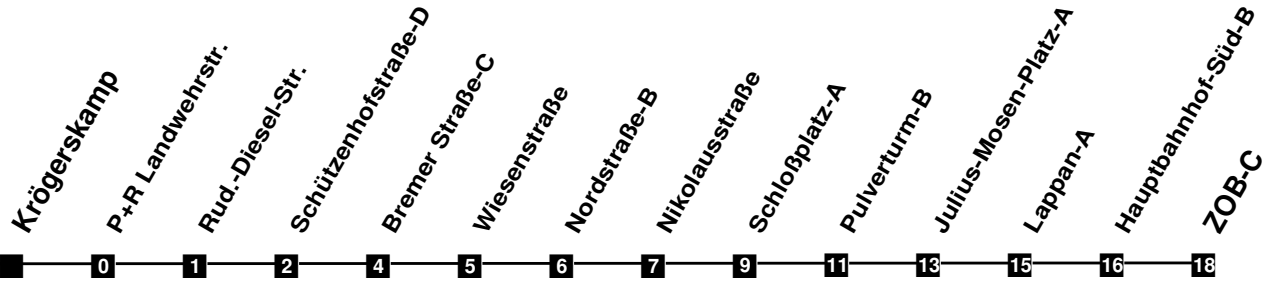 Krögerskamp
P+R Landwehrstr.
Rud.-Diesel-Str.
Schützenhofstraße-D
Bremer Straße-C
Wiesenstraße
Nordstraße-B
Nikolausstraße
Schloßplatz-A
Pulverturm-B
Julius-Mosen-Platz-A
Lappan-A
Hauptbahnhof-Süd-B
ZOB-C
0 1 2 4 5 6 7 9 11 13 15 16 18